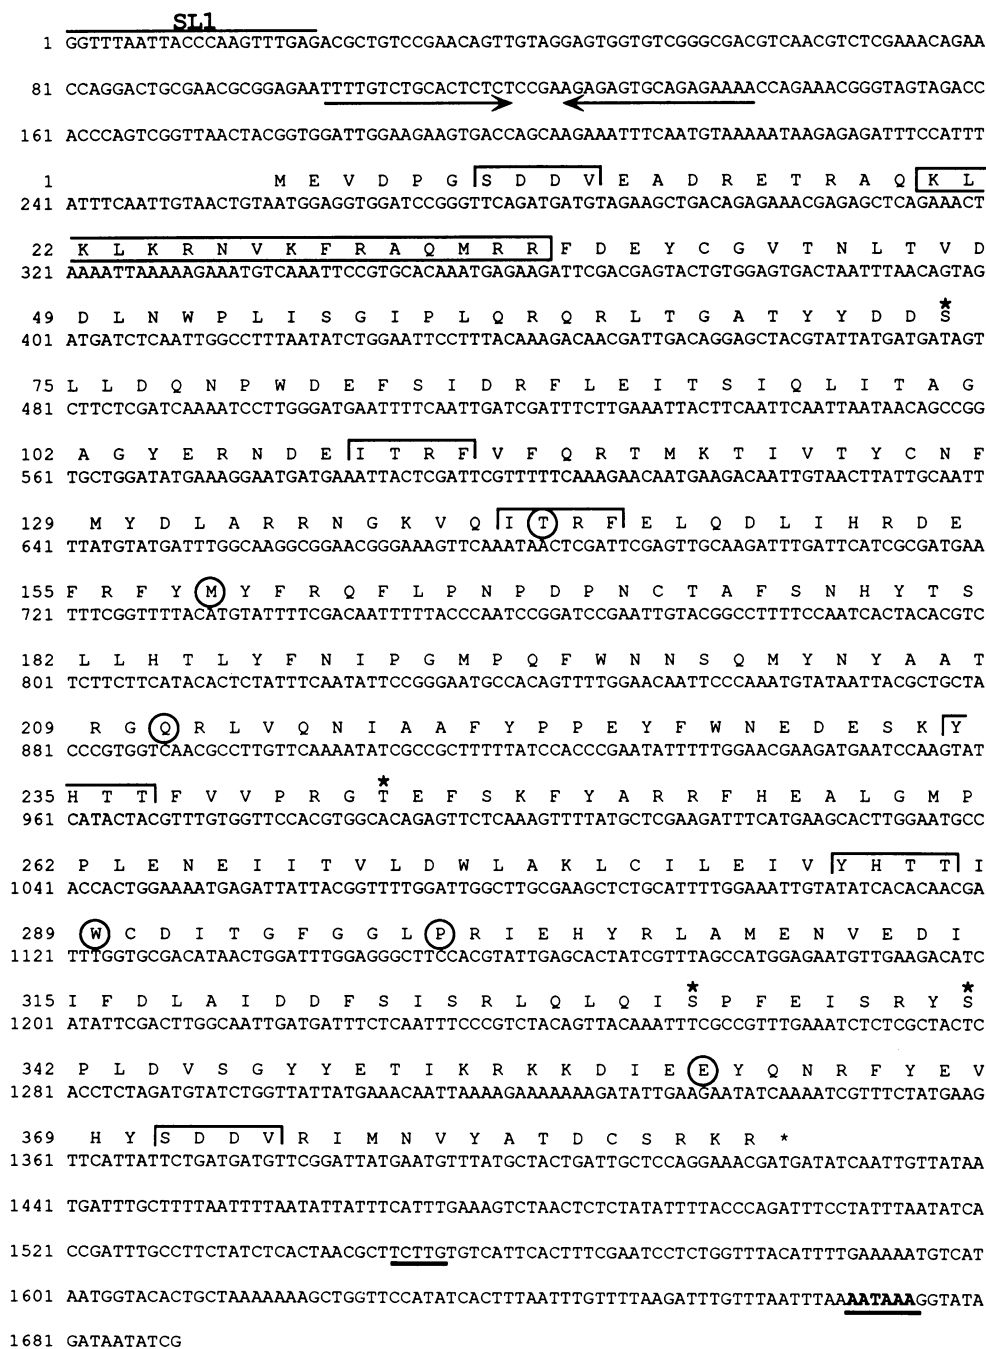 SL1
1 GGTTTAATTACCCAAGTTTGAGACGCTGTCCGAACAGTTGTAGGAGTGGTGTCGGGCGACGTCAACGTCTCGAAACAGAA
81 CCAGGACTGCGAACGCGGAGAATTTTGTCTGCACTCTCTCCGAAGAGAGTGCAGAGAAAACCAGAAACGGGTAGTAGACC
161 ACCCAGTCGGTTAACTACGGTGGATTGGAAGAAGTGACCAGCAAGAAATTTCAATGTAAAAATAAGAGAGATTTCCATTT
1 M E V D P G S D D V E A D R E T R A Q K L
241 ATTTCAATTGTAACTGTAATGGAGGTGGATCCGGGTTCAGATGATGTAGAAGCTGACAGAGAAACGAGAGCTCAGAAACT
22 K L K R N V K F R A Q M R R F D E Y C G V T N L T V D
321 AAAATTAAAAAGAAATGTCAAATTCCGTGCACAAATGAGAAGATTCGACGAGTACTGTGGAGTGACTAATTTAACAGTAG
49 D L N W P L I S G I P L Q R Q R L T G A T Y Y D D S *
401 ATGATCTCAATTGGCCTTTAATATCTGGAATTCCTTTACAAAGACAACGATTGACAGGAGCTACGTATTATGATGATAGT
75 L L D Q N P W D E F S I D R F L E I T S I Q L I T A G
481 CTTCTCGATCAAAATCCTTGGGATGAATTTTCAATTGATCGATTTCTTGAAATTACTTCAATTCAATTAATAACAGCCGG
102 A G Y E R N D E I T R F V F Q R T M K T I V T Y C N F
561 TGCTGGATATGAAAGGAATGATGAAATTACTCGATTCGTTTTTCAAAGAACAATGAAGACAATTGTAACTTATTGCAATT
129 M Y D L A R R N G K V Q I T R F E L Q D L I H R D E
641 TTATGTATGATTTGGCAAGGCGGAACGGGAAAGTTCAAATAACTCGATTCGAGTTGCAAGATTTGATTCATCGCGATGAA
155 F R F Y M Y F R Q F L P N P D P N C T A F S N H Y T S
721 TTTCGGTTTTACATGTATTTTCGACAATTTTTACCCAATCCGGATCCGAATTGTACGGCCTTTTCCAATCACTACACGTC
182 L L H T L Y F N I P G M P Q F W N N S Q M Y N Y A A T
801 TCTTCTTCATACACTCTATTTCAATATTCCGGGAATGCCACAGTTTTGGAACAATTCCCAAATGTATAATTACGCTGCTA
209 R G Q R L V Q N I A A F Y P P E Y F W N E D E S K Y
881 CCCGTGGTCAACGCCTTGTTCAAAATATCGCCGCTTTTTATCCACCCGAATATTTTTGGAACGAAGATGAATCCAAGTAT
235 H T T F V V P R G T * E F S K F Y A R R F H E A L G M P
961 CATACTACGTTTGTGGTTCCACGTGGCACAGAGTTCTCAAAGTTTTATGCTCGAAGATTTCATGAAGCACTTGGAATGCC
262 P L E N E I I T V L D W L A K L C I L E I V Y H T T I
1041 ACCACTGGAAAATGAGATTATTACGGTTTTGGATTGGCTTGCGAAGCTCTGCATTTTGGAAATTGTATATCACACAACGA
289 W C D I T G F G G L P R I E H Y R L A M E N V E D I
1121 TTTGGTGCGACATAACTGGATTTGGAGGGCTTCCACGTATTGAGCACTATCGTTTAGCCATGGAGAATGTTGAAGACATC
315 I F D L A I D D F S I S R L Q L Q I S * P F E I S R Y S *
1201 ATATTCGACTTGGCAATTGATGATTTCTCAATTTCCCGTCTACAGTTACAAATTTCGCCGTTTGAAATCTCTCGCTACTC
342 P L D V S G Y Y E T I K R K K D I E E Y Q N R F Y E V
1281 ACCTCTAGATGTATCTGGTTATTATGAAACAATTAAAAGAAAAAAAGATATTGAAGAATATCAAAATCGTTTCTATGAAG
369 H Y S D D V R I M N V Y A T D C S R K R *
1361 TTCATTATTCTGATGATGTTCGGATTATGAATGTTTATGCTACTGATTGCTCCAGGAAACGATGATATCAATTGTTATAA
1441 TGATTTGCTTTTAATTTTAATATTATTTCATTTGAAAGTCTAACTCTCTATATTTTACCCAGATTTCCTATTTAATATCA
1521 CCGATTTGCCTTCTATCTCACTAACGCTTCTTGTGTCATTCACTTTCGAATCCTCTGGTTTACATTTTGAAAAATGTCAT
1601 AATGGTACACTGCTAAAAAAAGCTGGTTCCATATCACTTTAATTTGTTTTAAGATTTGTTTAATTTAAAATAAAGGTATA
1681 GATAATATCG